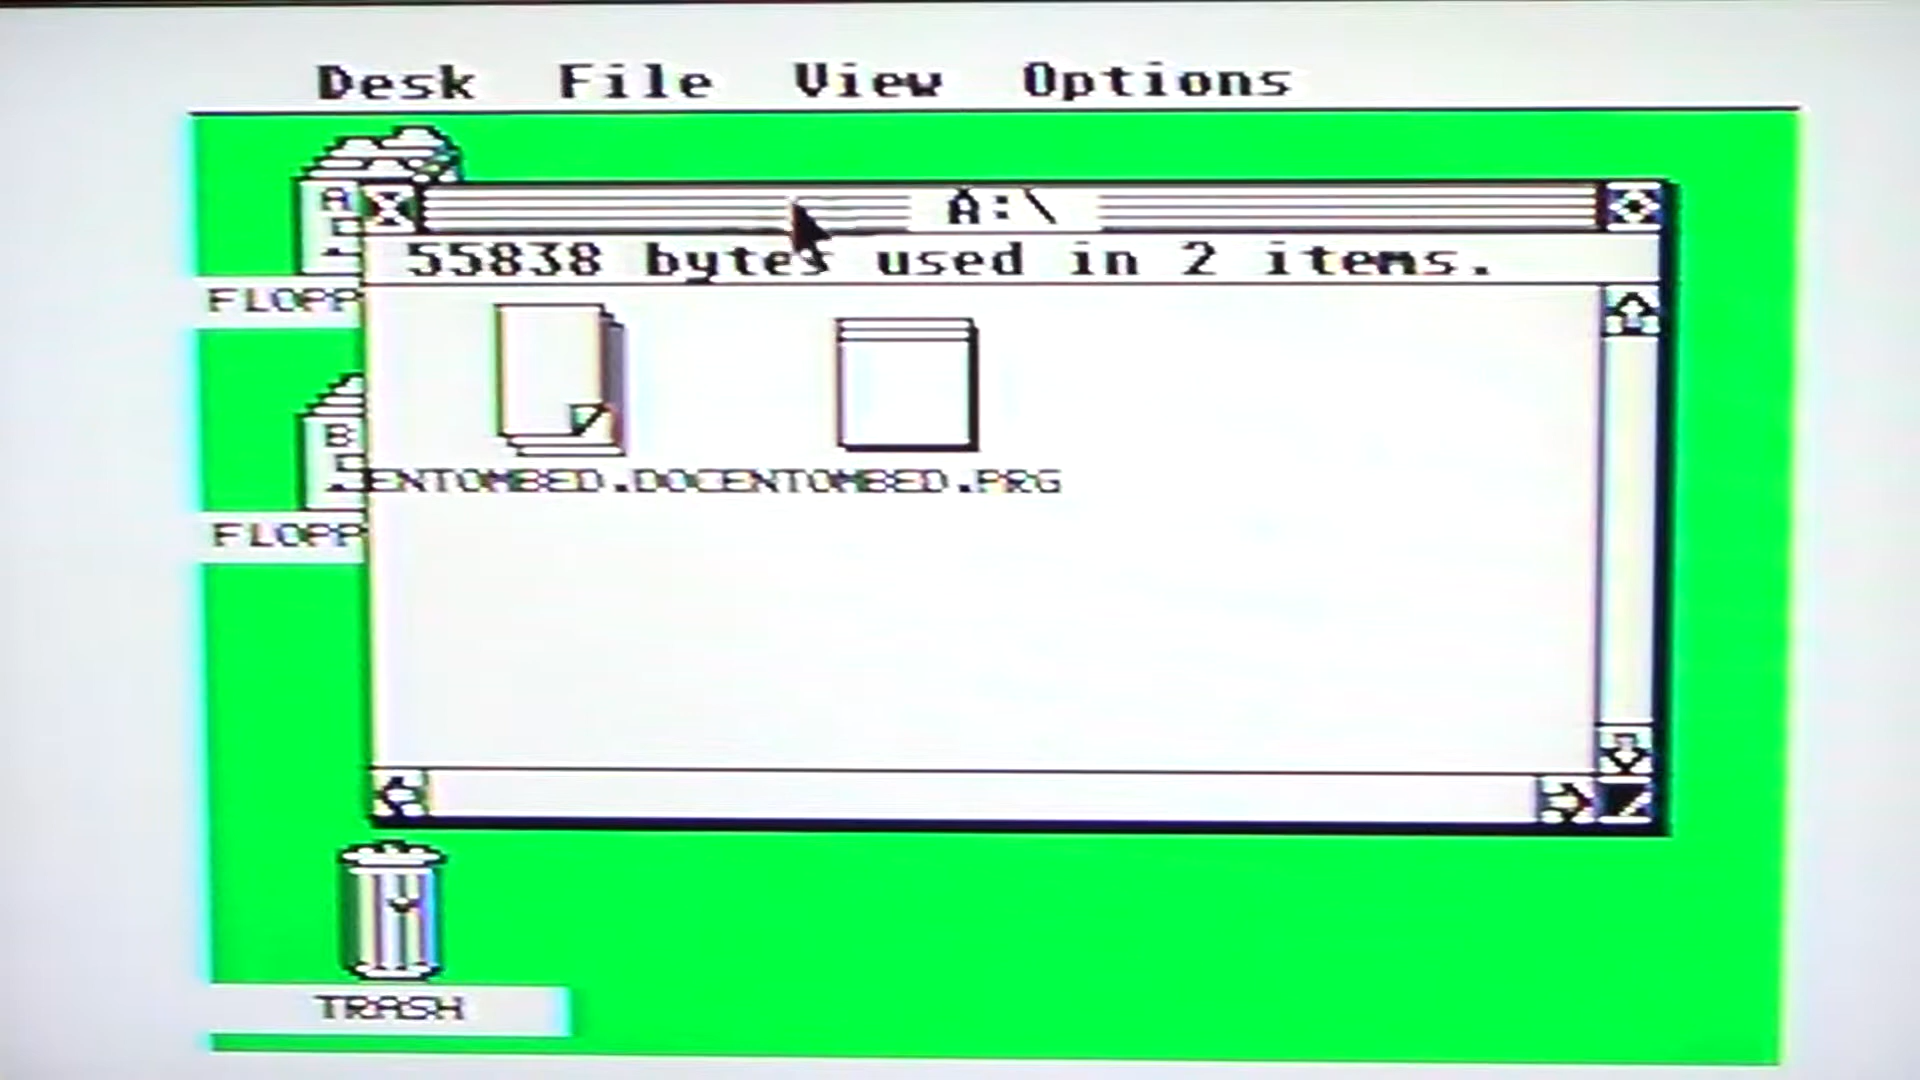 Desk File View Options
A:\
55838 bytes used in 2 items.
A
FLOPP
B
ENTOMBED.DOC ENTOMBED.PRG
FLOPP
TRASH